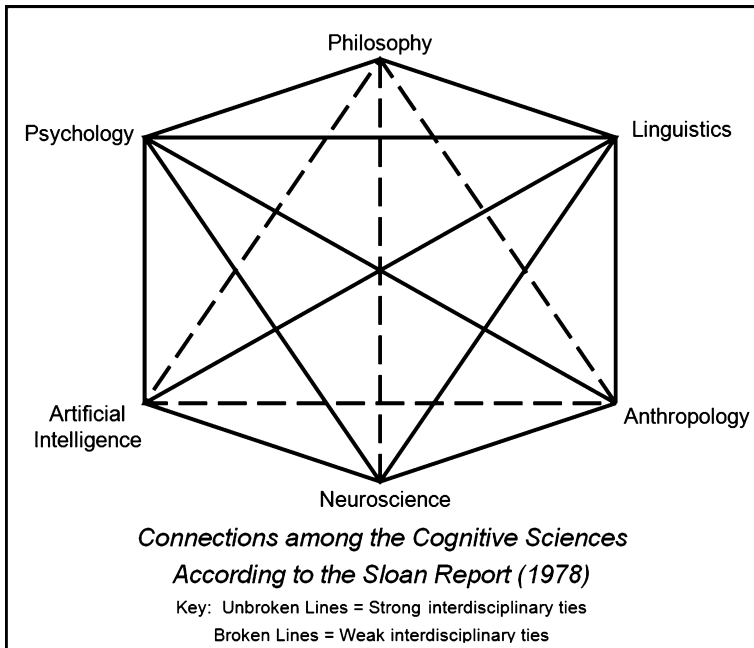 Philosophy
Psychology
Linguistics
Artificial
Intelligence
Anthropology
Neuroscience
Connections among the Cognitive Sciences
According to the Sloan Report (1978)
Key: Unbroken Lines = Strong interdisciplinary ties
Broken Lines = Weak interdisciplinary ties